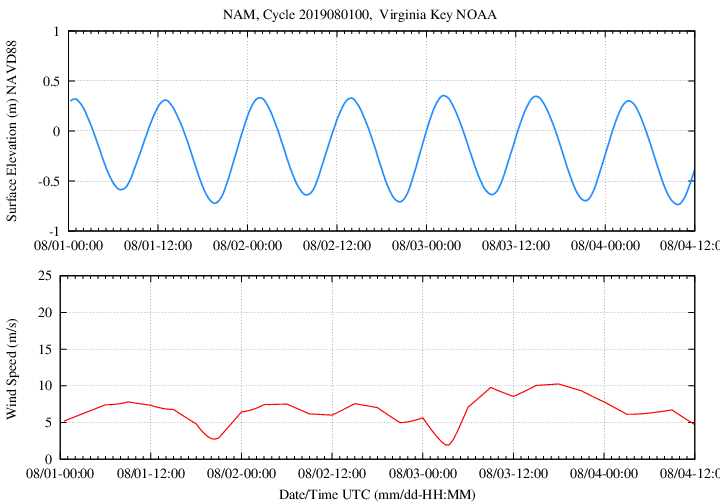 NAM, Cycle 2019080100,  Virginia Key NOAA
Surface Elevation (m) NAVD88
1
0.5
0
-0.5
-1
08/01-00:00 08/01-12:00 08/02-00:00 08/02-12:00 08/03-00:00 08/03-12:00 08/04-00:00 08/04-12:0
Wind Speed (m/s)
25
20
15
10
5
0
08/01-00:00 08/01-12:00 08/02-00:00 08/02-12:00 08/03-00:00 08/03-12:00 08/04-00:00 08/04-12:0
Date/Time UTC (mm/dd-HH:MM)